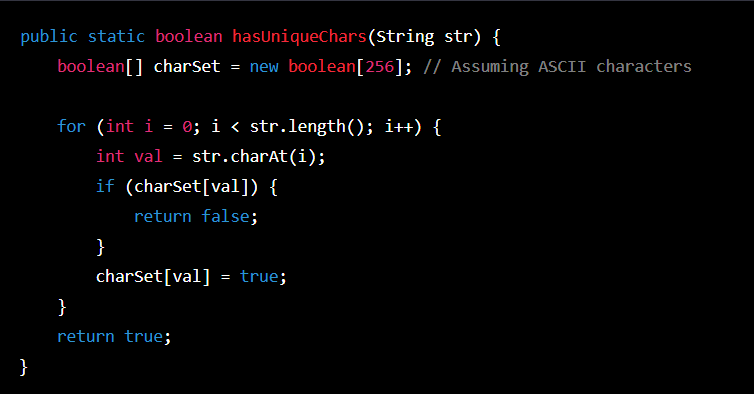 public static boolean hasUniqueChars(String str) {
    boolean[] charSet = new boolean[256]; // Assuming ASCII characters

    for (int i = 0; i < str.length(); i++) {
        int val = str.charAt(i);
        if (charSet[val]) {
            return false;
        }
        charSet[val] = true;
    }
    return true;
}